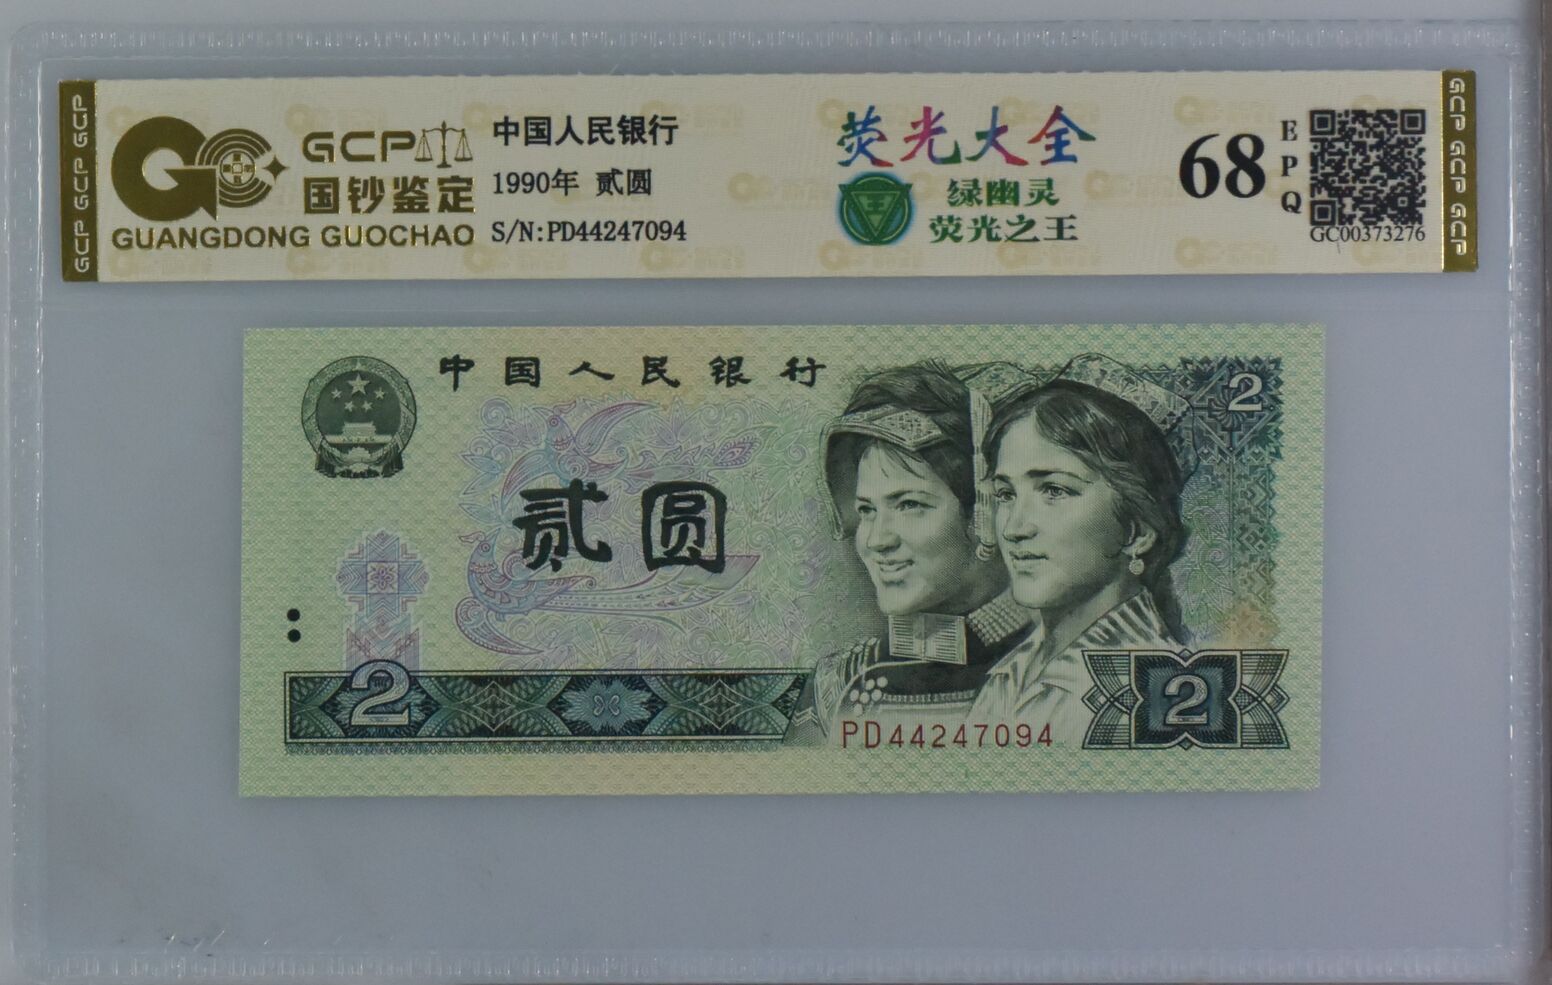 GCP GCP GCP
GCP
国钞鉴定
GUANGDONG GUOCHAO
中国人民银行
1990年 贰圆
S/N:PD44247094
荧光大全
王
绿幽灵
荧光之王
68
EPQ
GC00373276
GCP GCP GCP
中国人民银行
2
贰圆
2
2
PD44247094